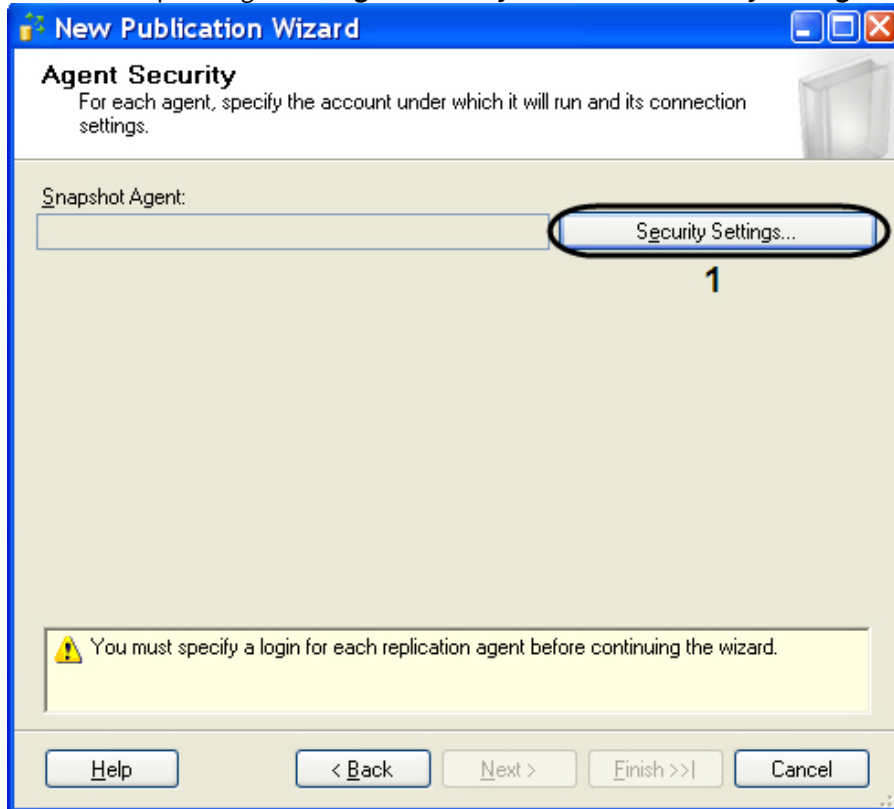 New Publication Wizard
Agent Security
For each agent, specify the account under which it will run and its connection
settings.
Snapshot Agent:
Security Settings...
1
You must specify a login for each replication agent before continuing the wizard.
Help
< Back
Next >
Finish >>|
Cancel